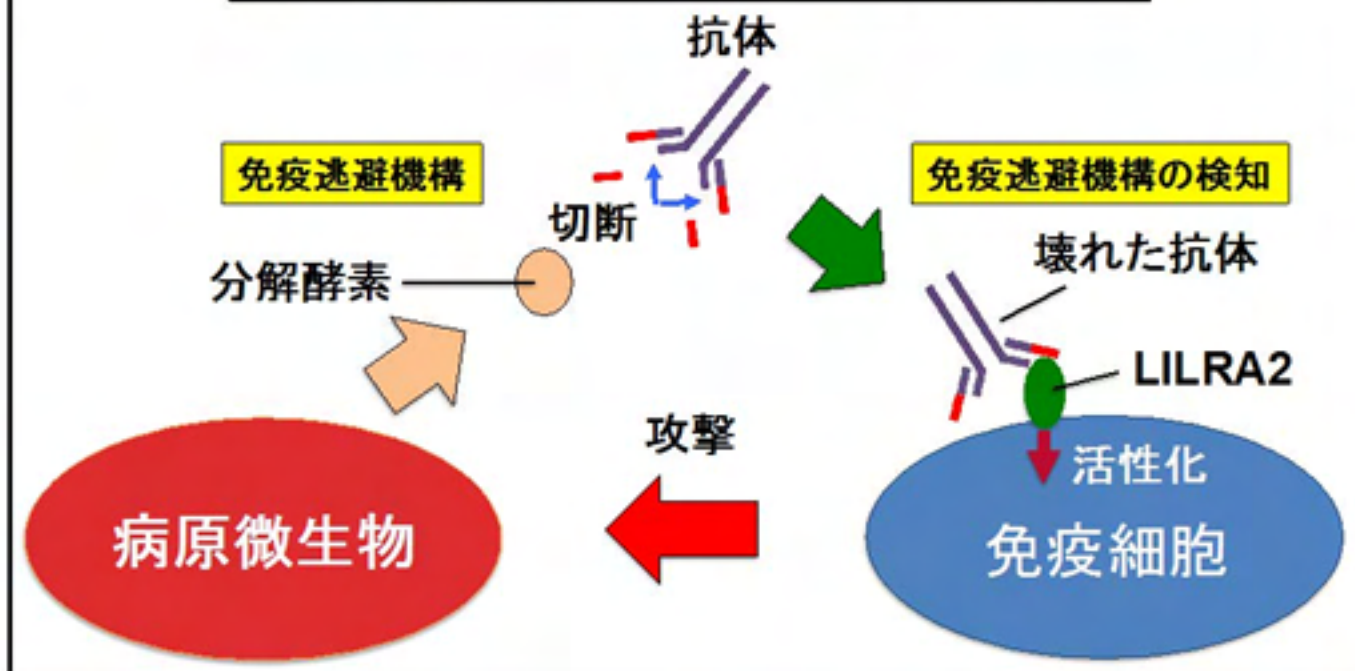 抗体
免疫逃避機構
免疫逃避機構の検知
切断
壊れた抗体
分解酵素
LILRA2
攻撃
活性化
病原微生物
免疫細胞